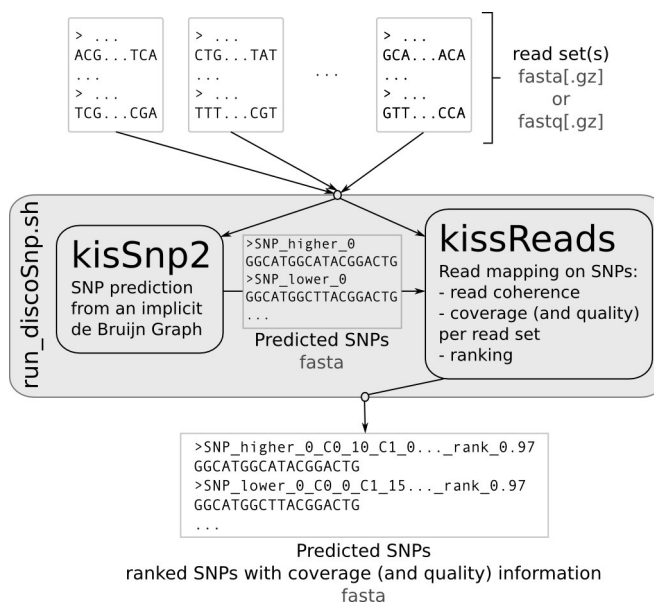 > ...
ACG...TCA
...
> ...
TCG...CGA
> ...
CTG...TAT
> ...
TTT...CGT
...
> ...
GCA...ACA
...
> ...
GTT...CCA
read set(s)
fasta[.gz]
or
fastq[.gz]
run_discoSnp.sh
kisSnp2
SNP prediction
from an implicit
de Bruijn Graph
>SNP_higher_0
GGCATGGCATACGGACTG
>SNP_lower_0
GGCATGGCTTACGGACTG
...
Predicted SNPs
fasta
kissReads
Read mapping on SNPs:
- read coherence
- coverage (and quality)
per read set
- ranking
>SNP_higher_0_C0_10_C1_0..._rank_0.97
GGCATGGCATACGGACTG
>SNP_lower_0_C0_0_C1_15..._rank_0.97
GGCATGGCTTACGGACTG
...
Predicted SNPs
ranked SNPs with coverage (and quality) information
fasta